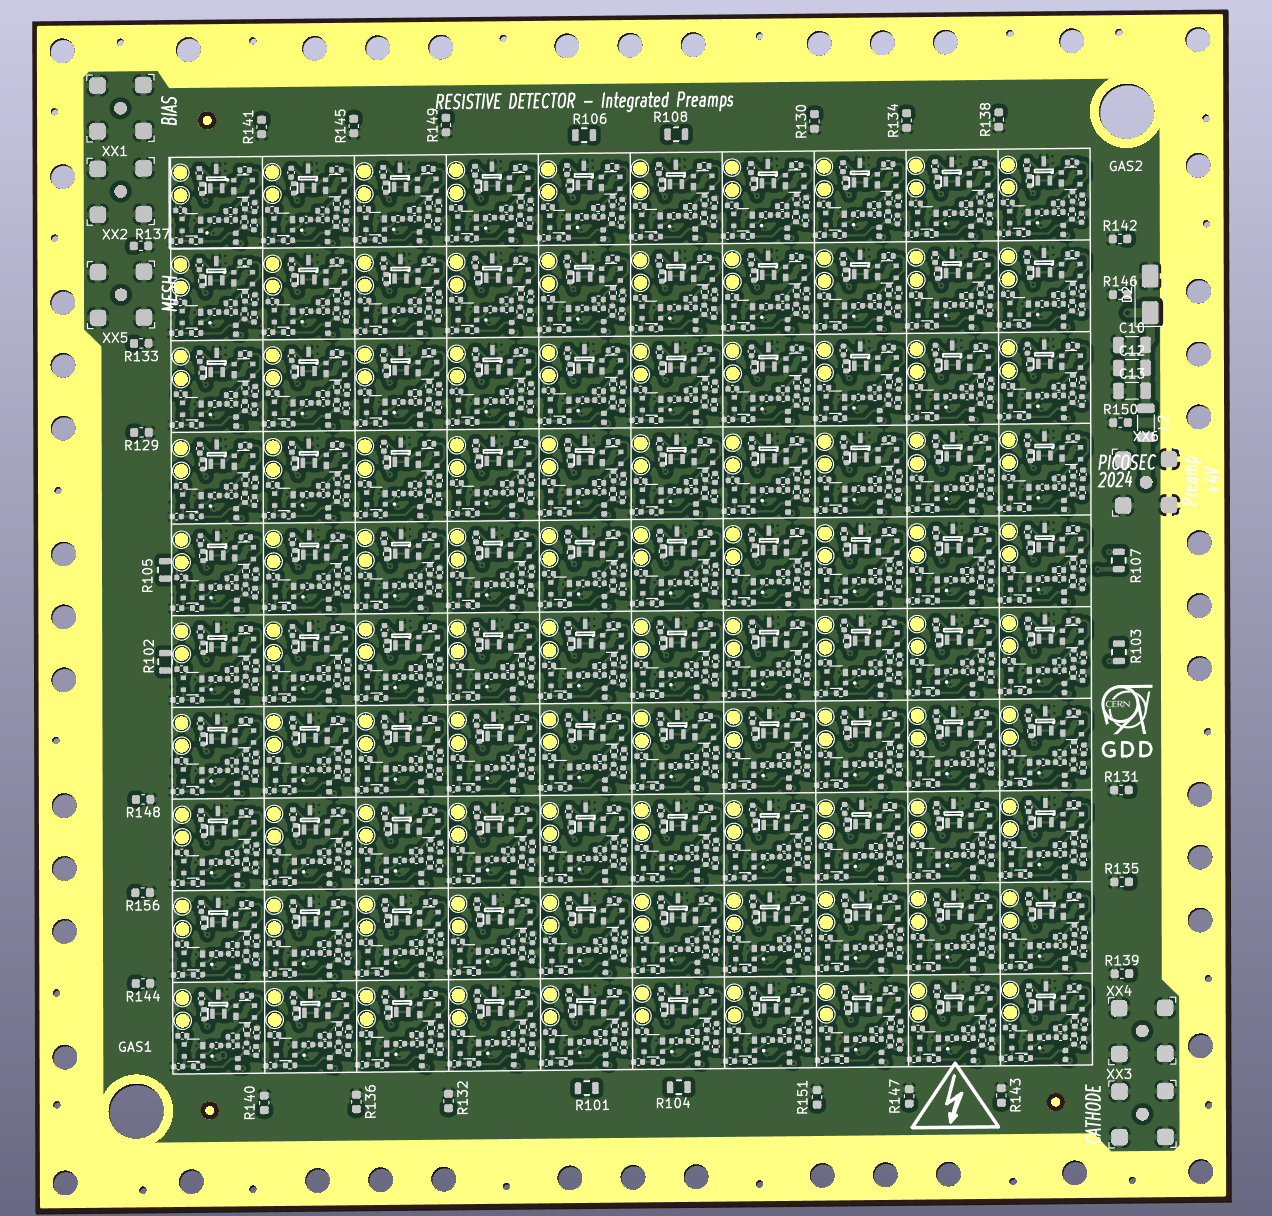 RESISTIVE DETECTOR – Integrated Preamps
BIAS
R141
R145
R149
R106
R108
R130
R134
R138
XX1
GAS2
XX2
R137
R142
MESH
R146
D2
XX5
C10
R133
C12
C13
R150
L2
R129
XX6
PICOSEC
2024
Preamp
+4V
R105
R107
R102
R103
CERN
GDD
R131
R148
R135
R156
R139
R144
XX4
GAS1
XX3
R140
R136
R132
R101
R104
R151
R147
R143
CATHODE